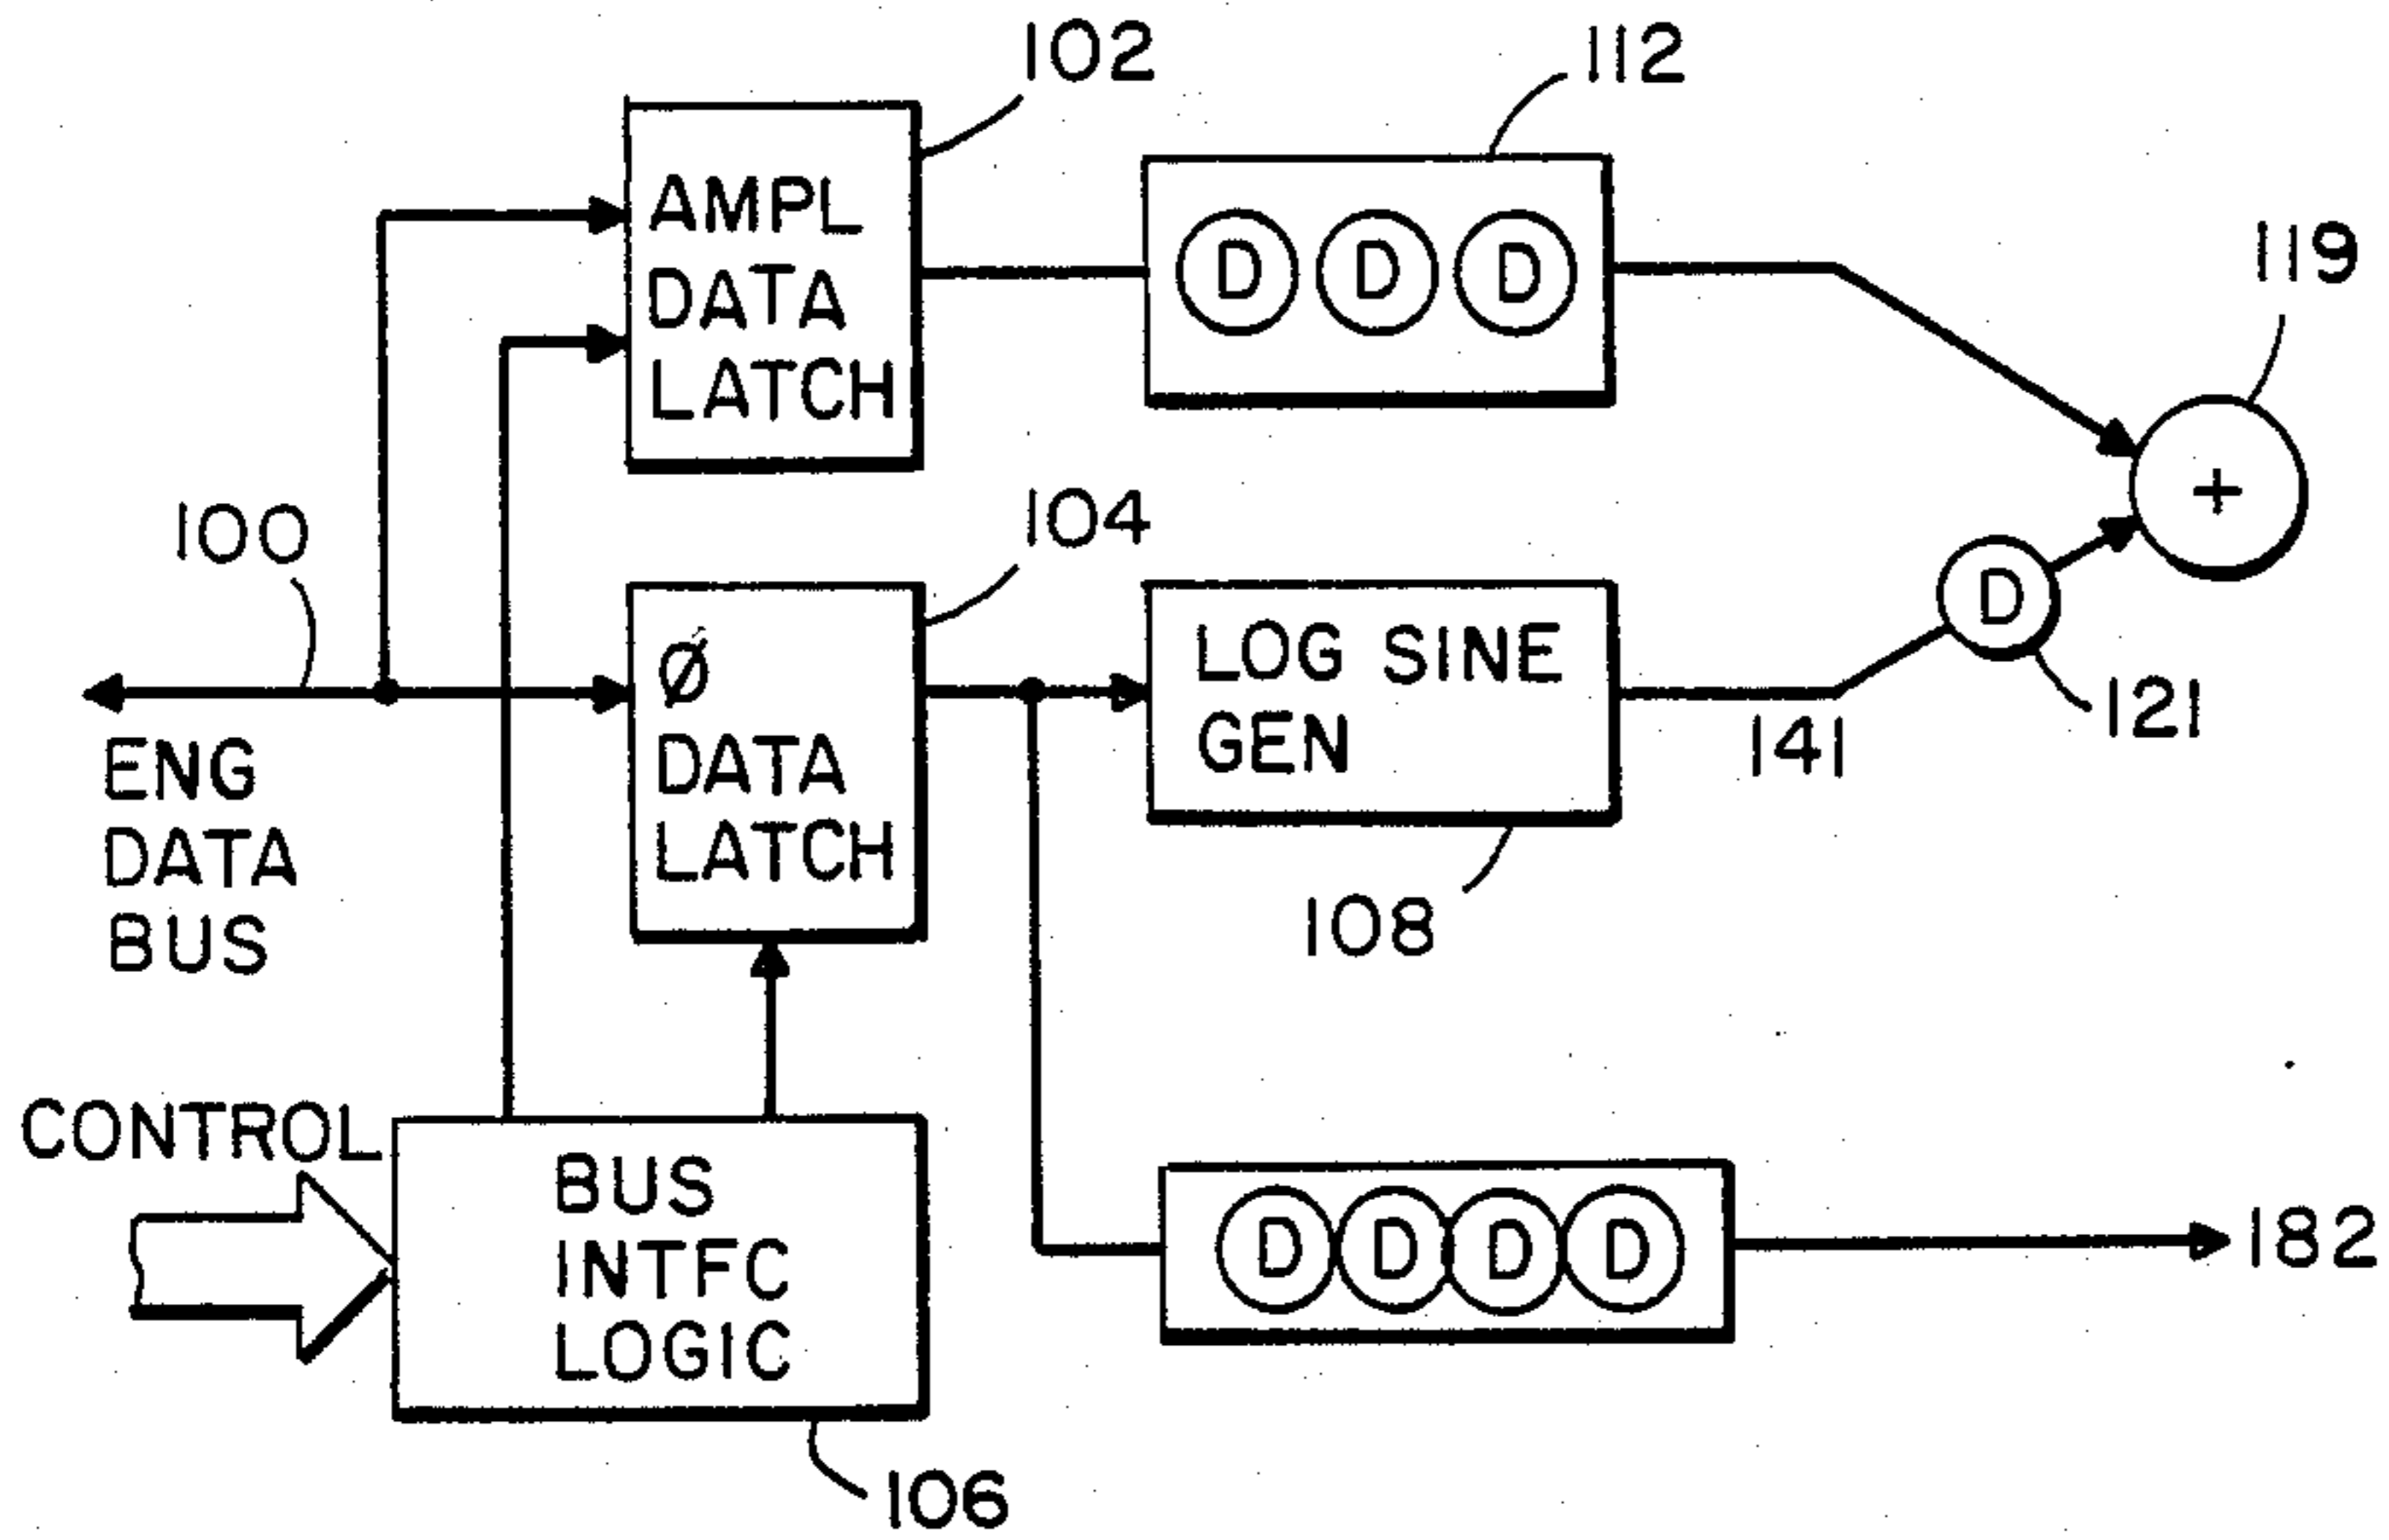 102
112
AMPL
DATA
LATCH
D D D
119
+
100
104
Ø
DATA
LATCH
LOG SINE
GEN
D
121
141
ENG
DATA
BUS
108
CONTROL
BUS
INTFC
LOGIC
D D D D
182
106